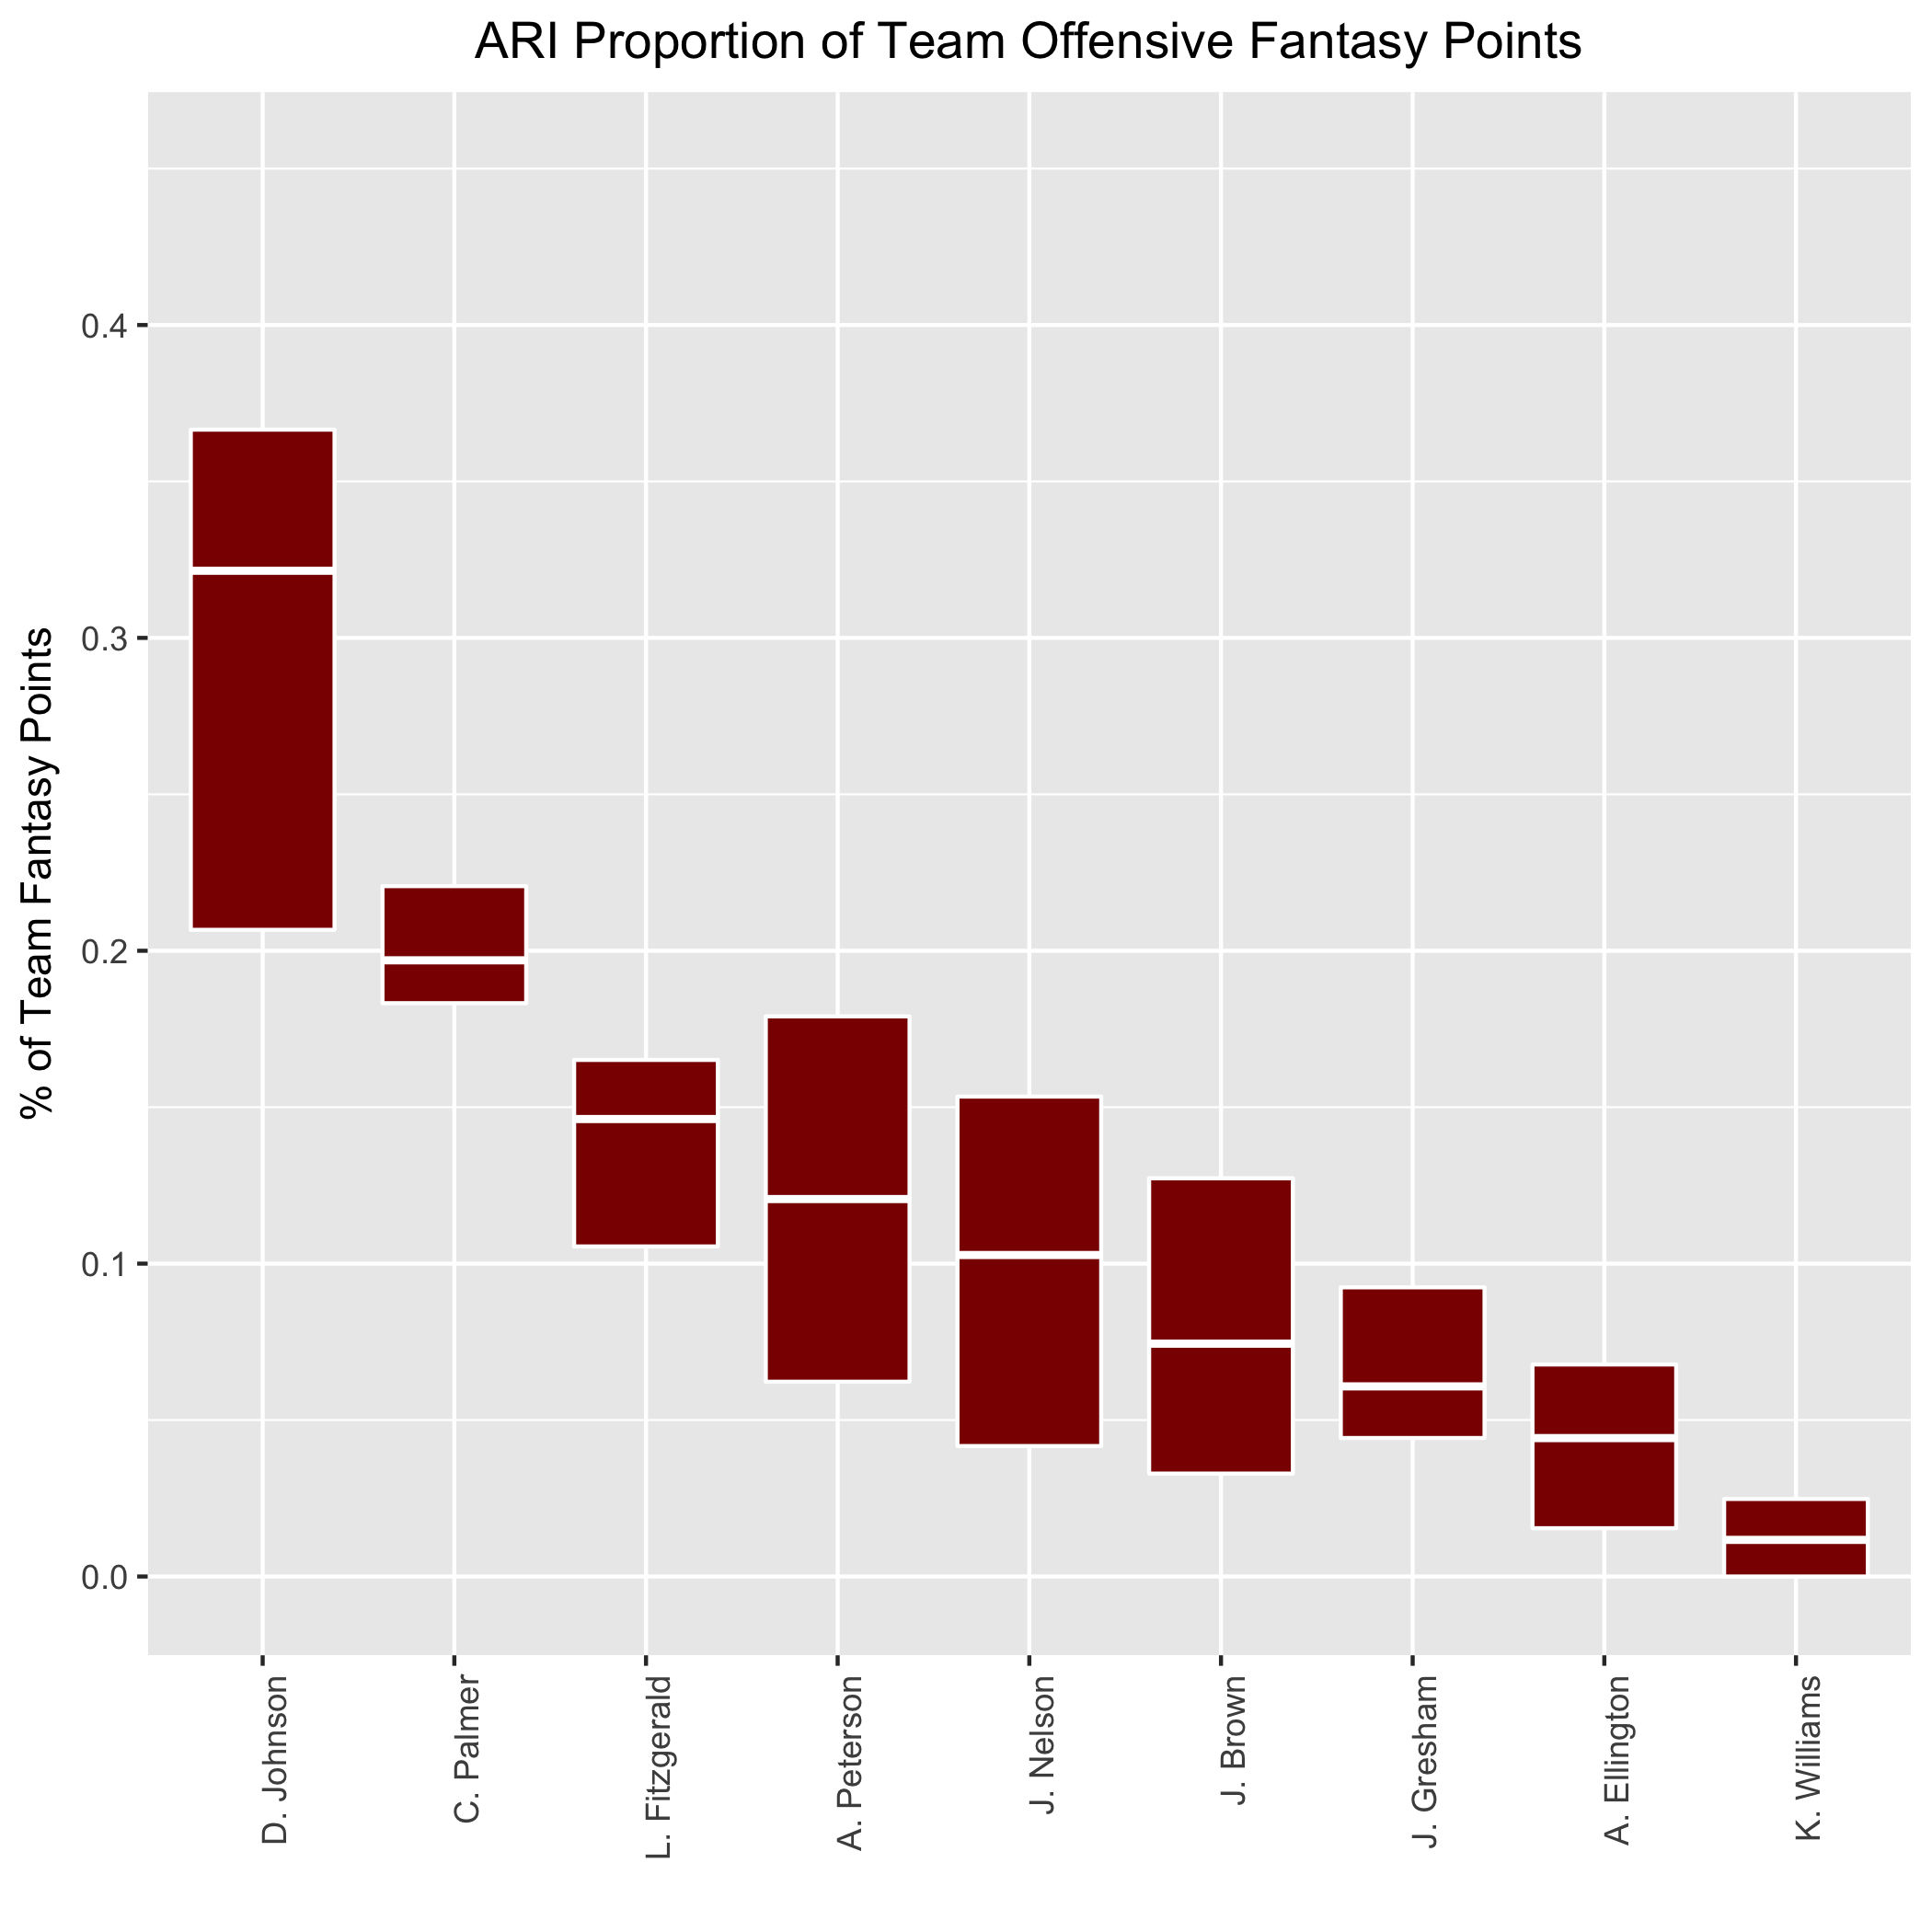 ARI Proportion of Team Offensive Fantasy Points
% of Team Fantasy Points
0.4
0.3
0.2
0.1
0.0
D. Johnson
C. Palmer
L. Fitzgerald
A. Peterson
J. Nelson
J. Brown
J. Gresham
A. Ellington
K. Williams